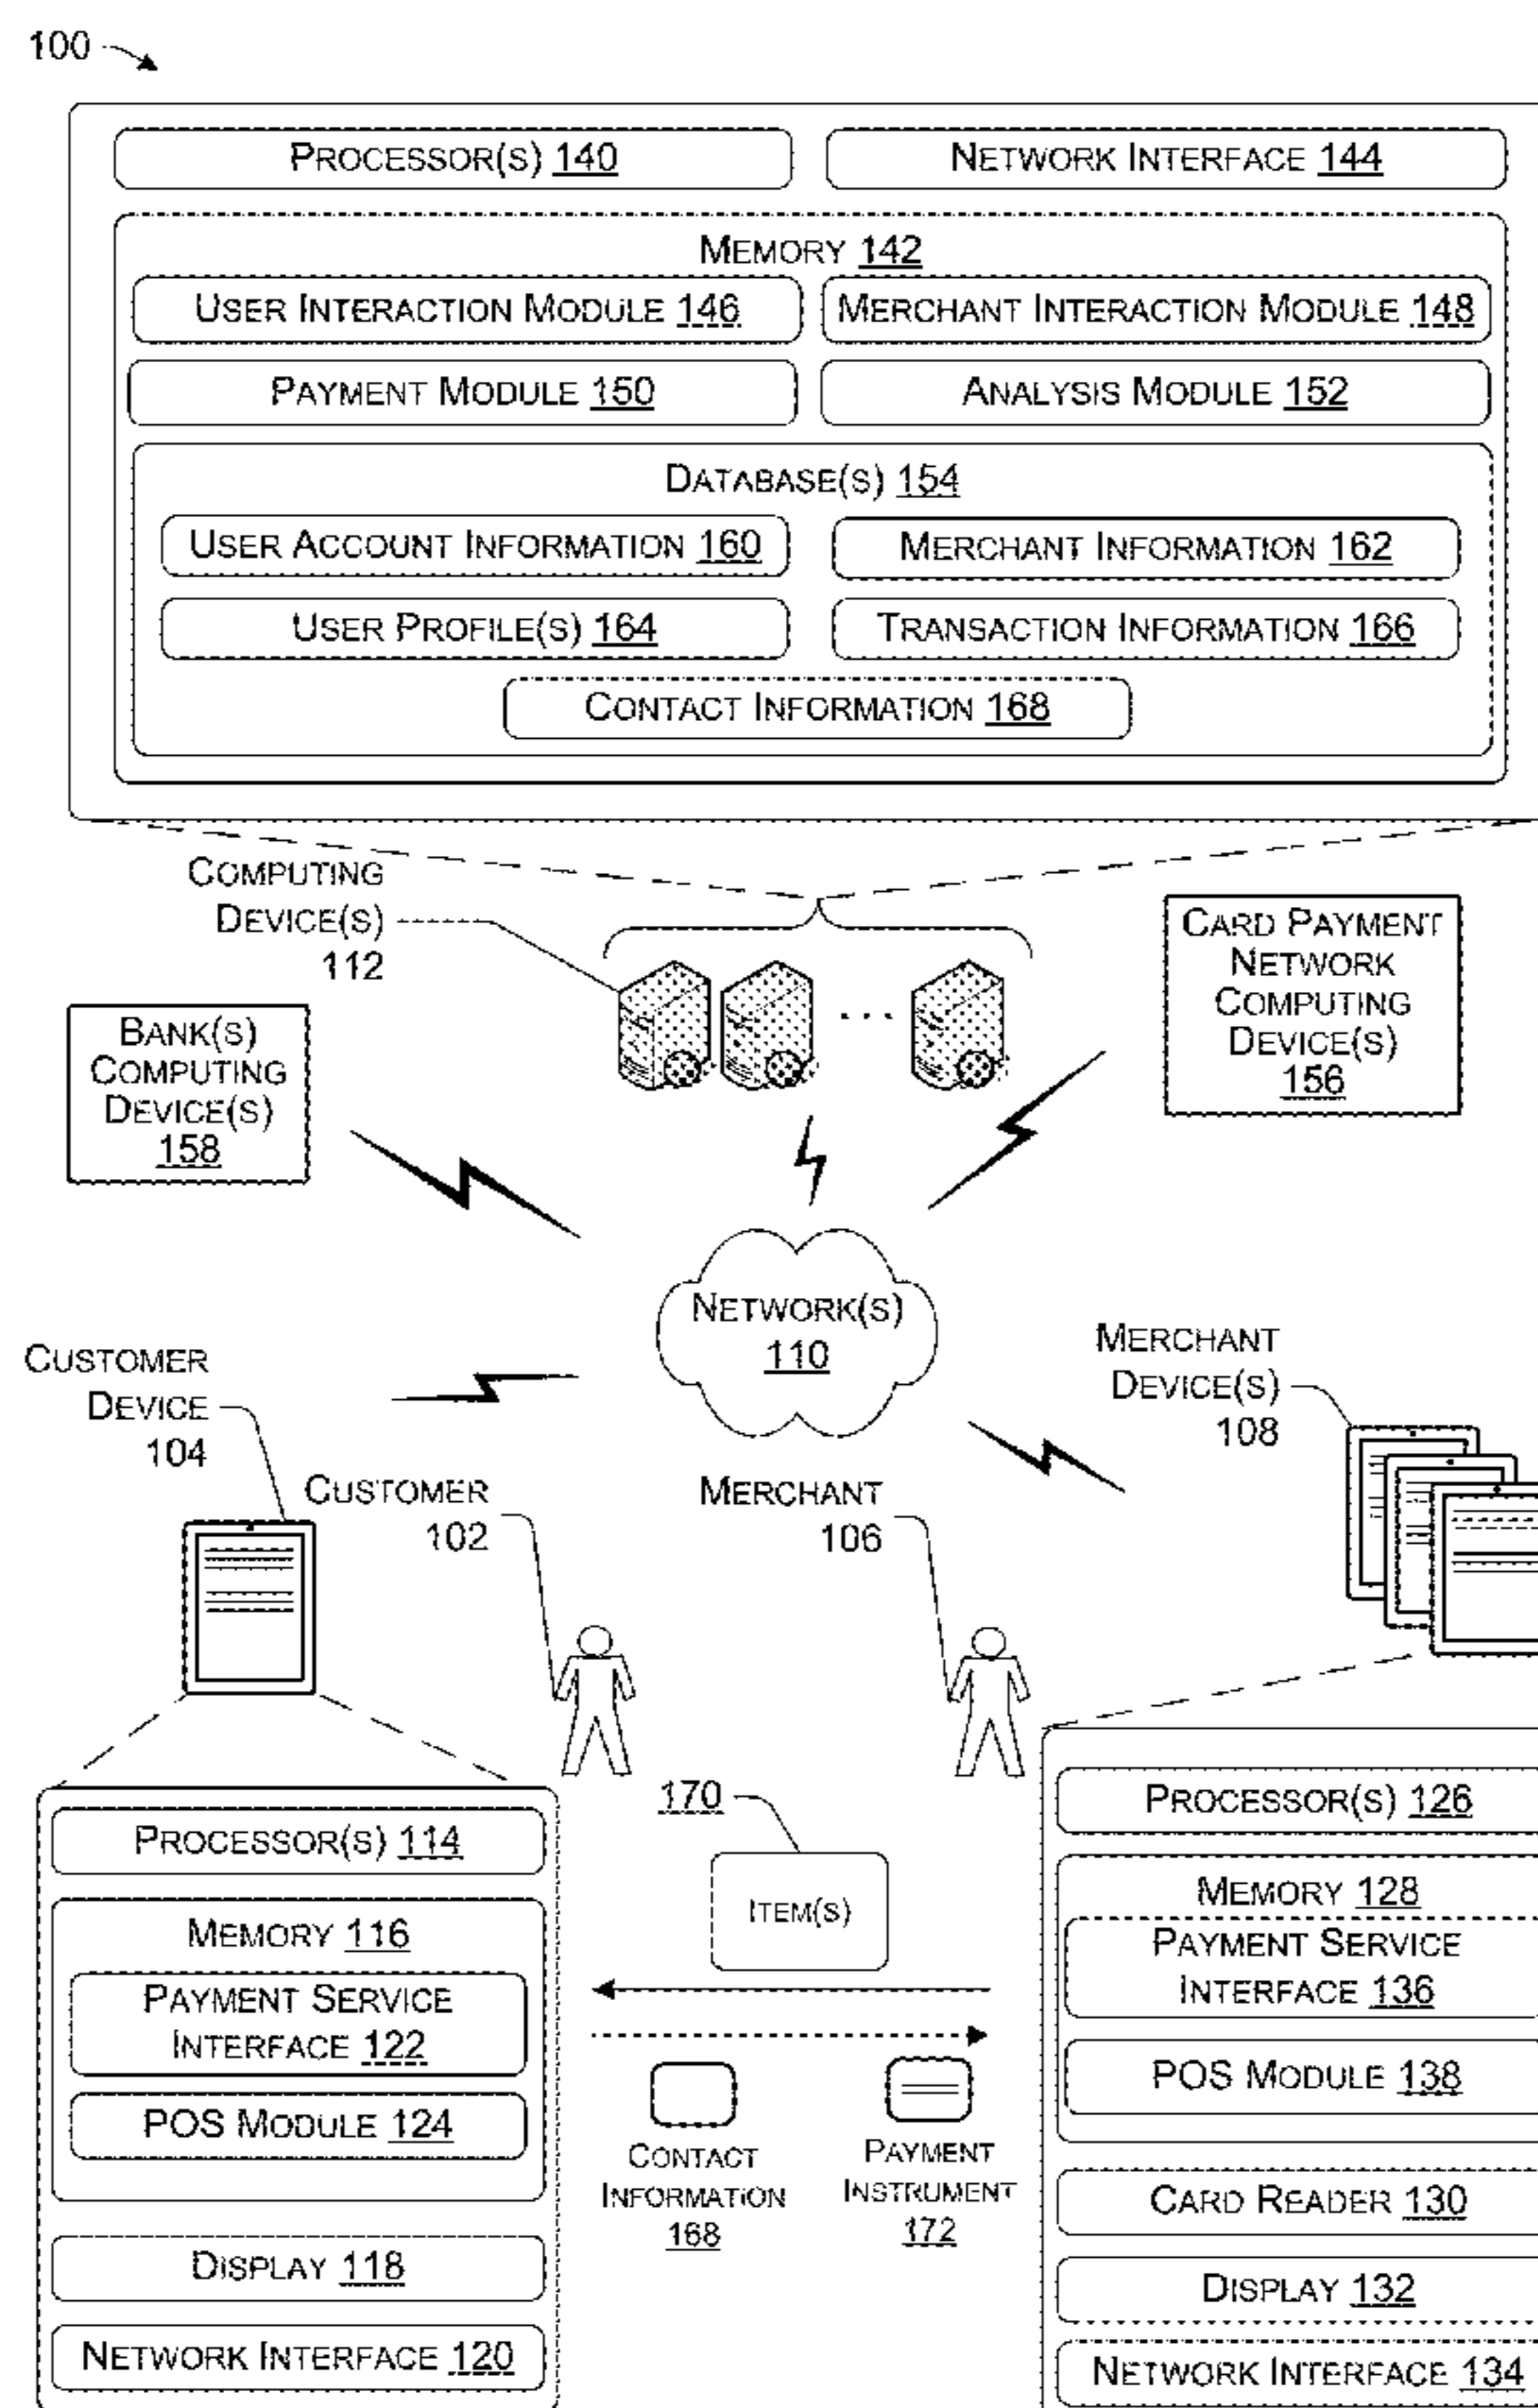 100
PROCESSOR(S) 140
NETWORK INTERFACE 144
MEMORY 142
USER INTERACTION MODULE 146
MERCHANT INTERACTION MODULE 148
PAYMENT MODULE 150
ANALYSIS MODULE 152
DATABASE(S) 154
USER ACCOUNT INFORMATION 160
MERCHANT INFORMATION 162
USER PROFILE(S) 164
TRANSACTION INFORMATION 166
CONTACT INFORMATION 168
COMPUTING
DEVICE(S)
112
CARD PAYMENT
NETWORK
COMPUTING
DEVICE(S)
156
BANK(S)
COMPUTING
DEVICE(S)
158
NETWORK(S)
110
CUSTOMER
DEVICE
104
MERCHANT
DEVICE(S)
108
CUSTOMER
102
MERCHANT
106
PROCESSOR(S) 114
MEMORY 116
PAYMENT SERVICE
INTERFACE 122
POS MODULE 124
DISPLAY 118
NETWORK INTERFACE 120
170
ITEM(S)
CONTACT
INFORMATION
168
PAYMENT
INSTRUMENT
172
PROCESSOR(S) 126
MEMORY 128
PAYMENT SERVICE
INTERFACE 136
POS MODULE 138
CARD READER 130
DISPLAY 132
NETWORK INTERFACE 134